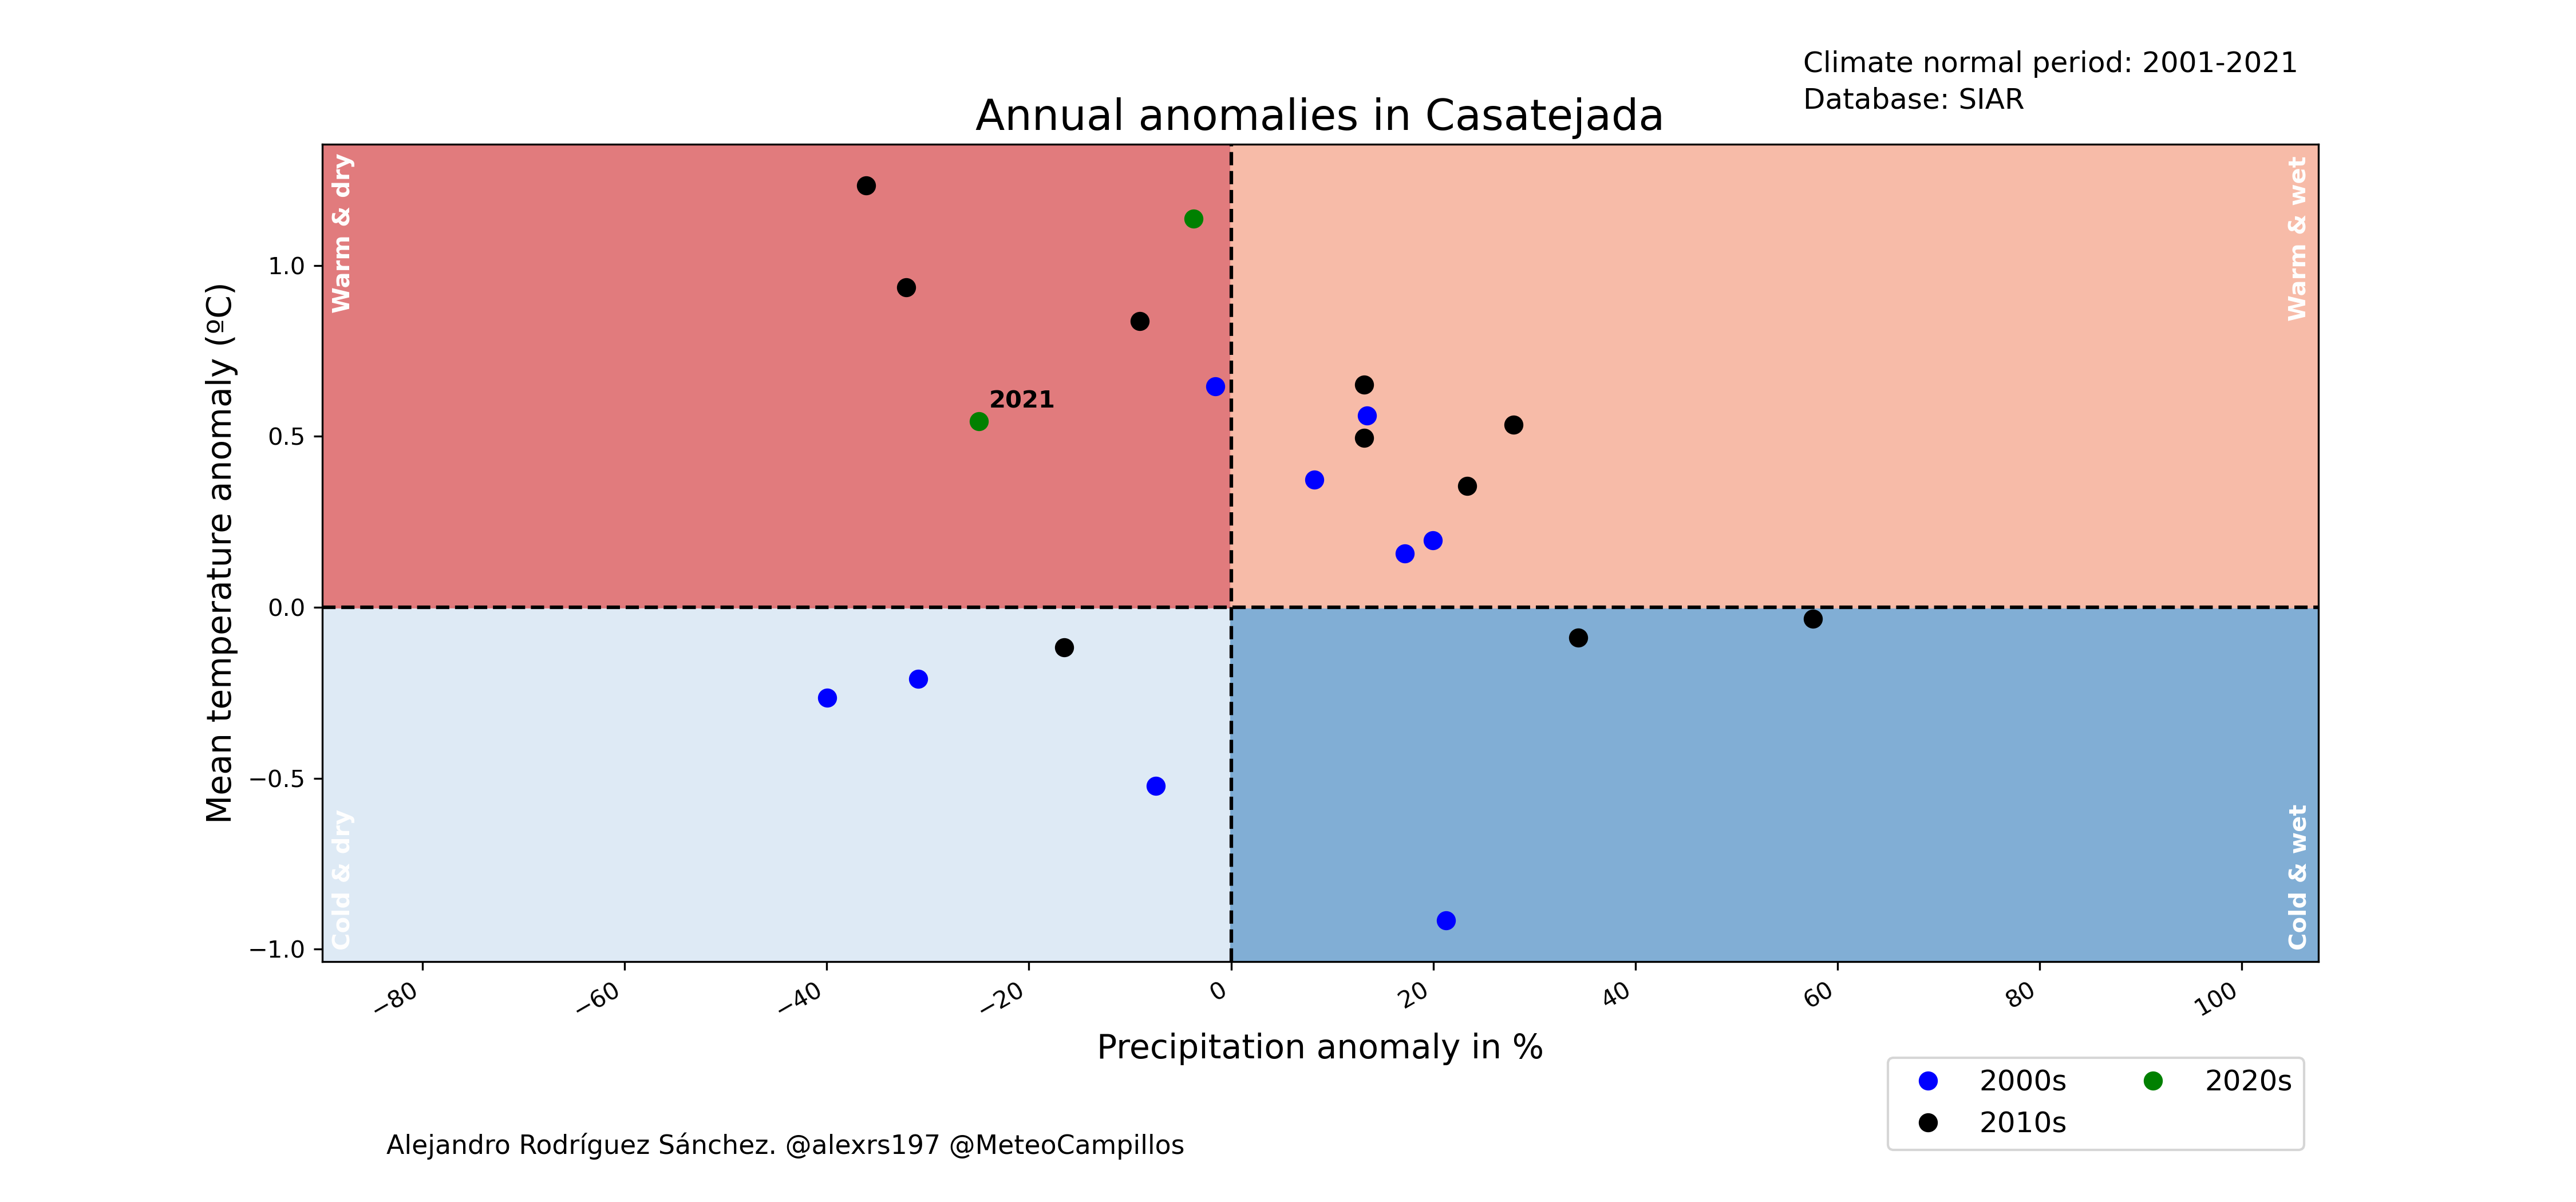 Climate normal period: 2001-2021
Database: SIAR
Annual anomalies in Casatejada
Warm & dry
Warm & wet
Cold & dry
Cold & wet
2021
Mean temperature anomaly (ºC)
1.0
0.5
0.0
−0.5
−1.0
−80 −60 −40 −20 0 20 40 60 80 100
Precipitation anomaly in %
2000s
2010s
2020s
Alejandro Rodríguez Sánchez. @alexrs197 @MeteoCampillos